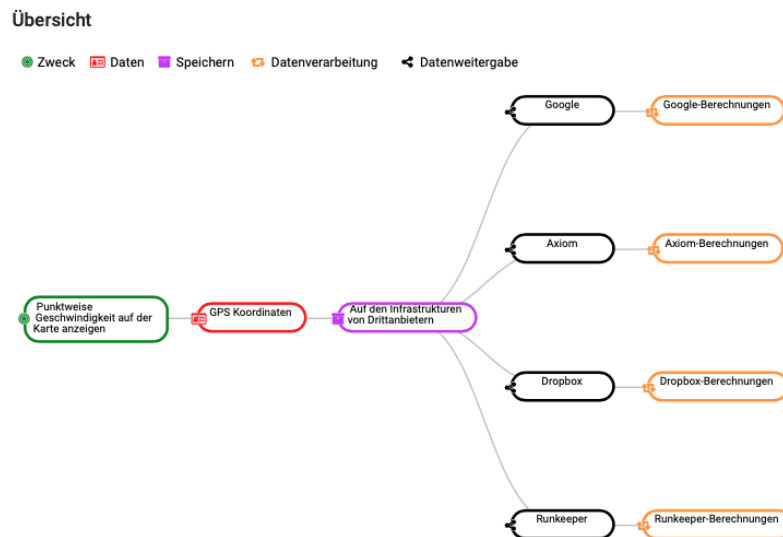 Übersicht
Zweck Daten Speichern Datenverarbeitung Datenweitergabe
Google
Google-Berechnungen
Axiom
Axiom-Berechnungen
Punktweise
Geschwindigkeit auf der
Karte anzeigen
GPS Koordinaten
Auf den Infrastrukturen
von Drittanbietern
Dropbox
Dropbox-Berechnungen
Runkeeper
Runkeeper-Berechnungen